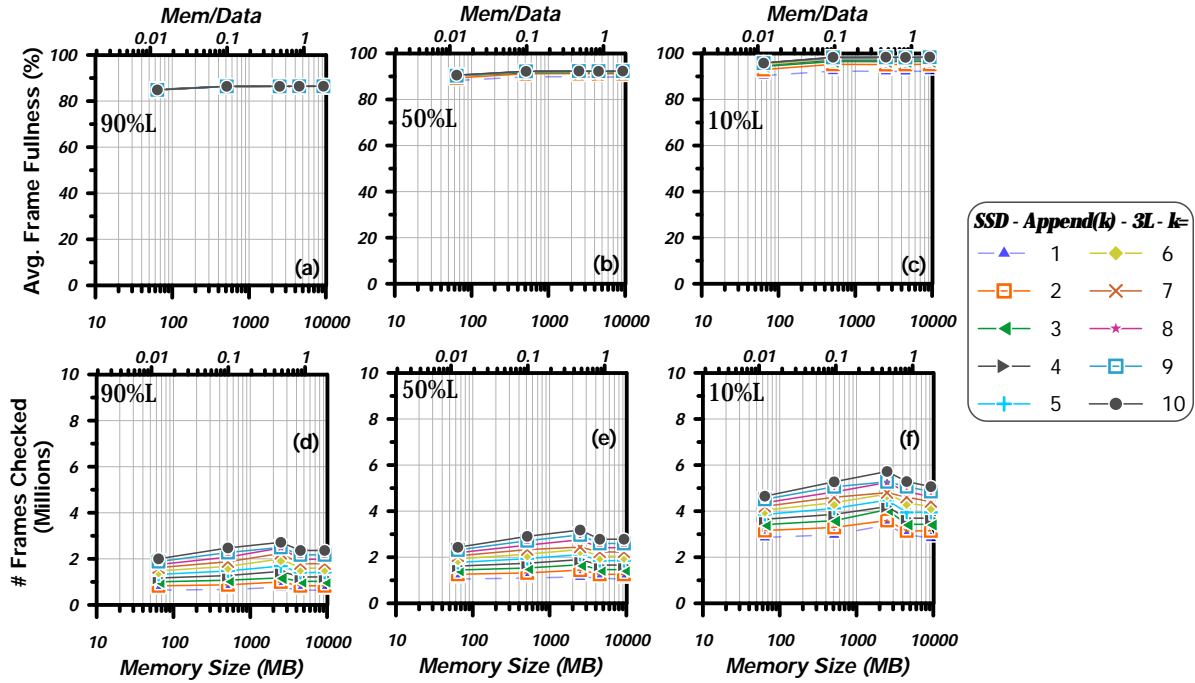 Mem/Data Mem/Data Mem/Data
0.01 0.1 1 0.01 0.1 1 0.01 0.1 1
Avg. Frame Fullness (%)
100 100 100
80 80 80
90%L 50%L 10%L
60 60 60
40 40 40
20 20 20
(a) (b) (c)
0 0 0
10 100 1000 10000 10 100 1000 10000 10 100 1000 10000
SSD - Append(k) - 3L - k=
1 6
2 7
3 8
4 9
5 10
0.01 0.1 1 0.01 0.1 1 0.01 0.1 1
# Frames Checked
(Millions)
10 10 10
90%L 50%L 10%L
8 8 8
(d) (e) (f)
6 6 6
4 4 4
2 2 2
0 0 0
10 100 1000 10000 10 100 1000 10000 10 100 1000 10000
Memory Size (MB) Memory Size (MB) Memory Size (MB)